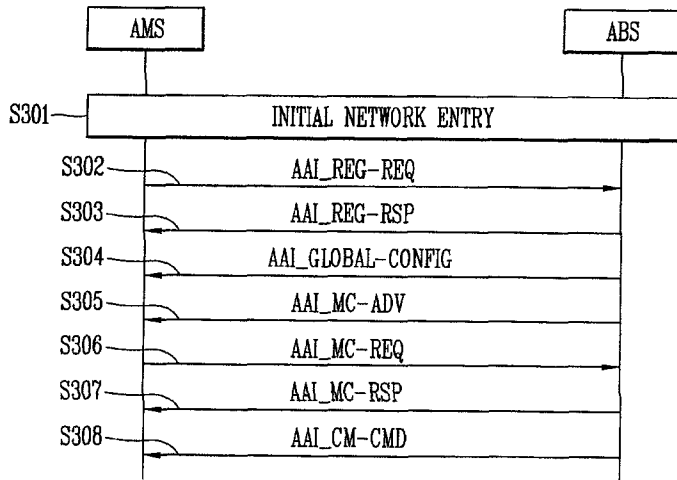 AMS
ABS
S301
INITIAL NETWORK ENTRY
S302
AAI_REG-REQ
S303
AAI_REG-RSP
S304
AAI_GLOBAL-CONFIG
S305
AAI_MC-ADV
S306
AAI_MC-REQ
S307
AAI_MC-RSP
S308
AAI_CM-CMD